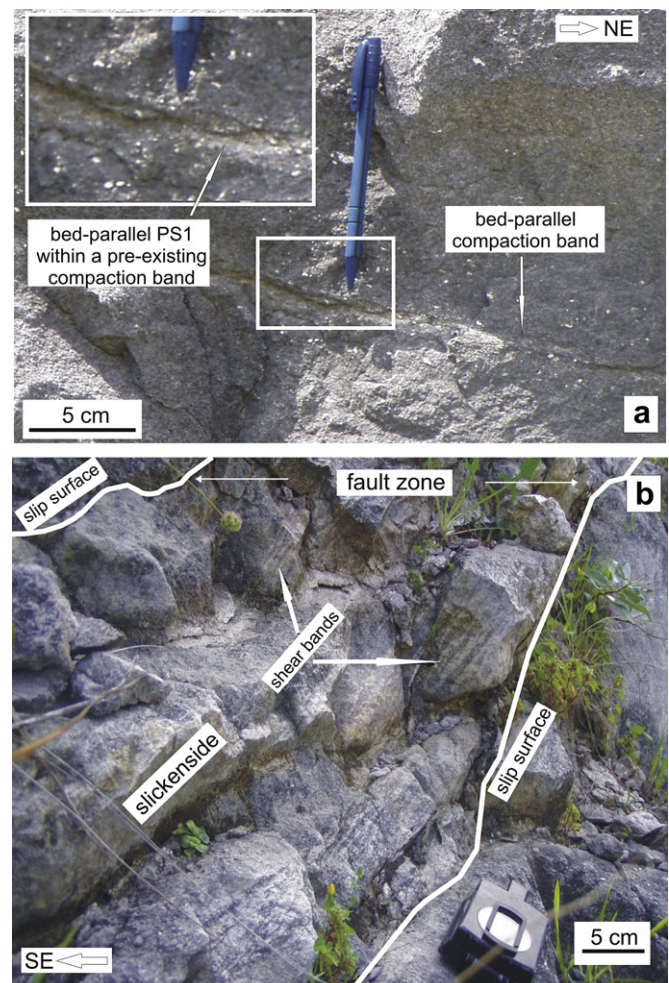 NE
bed-parallel PS1
within a pre-existing
compaction band
bed-parallel
compaction band
5 cm
a
fault zone
b
slip surface
shear bands
slickenside
slip surface
5 cm
SE